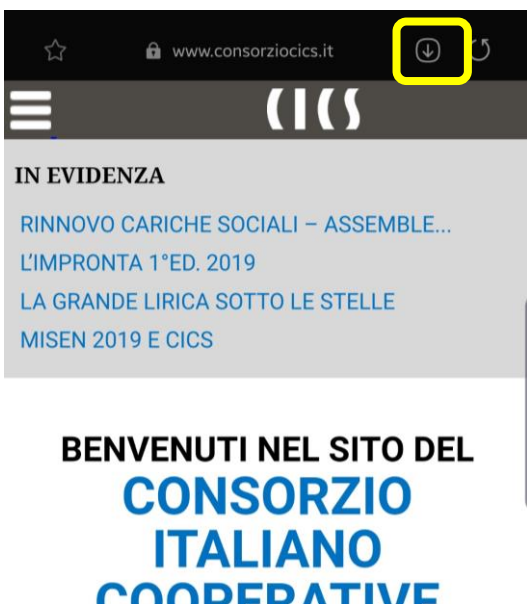 www.consorziocics.it
CICS
IN EVIDENZA
RINNOVO CARICHE SOCIALI – ASSEMBLE...
L'IMPRONTA 1°ED. 2019
LA GRANDE LIRICA SOTTO LE STELLE
MISEN 2019 E CICS
BENVENUTI NEL SITO DEL
CONSORZIO
ITALIANO
COOPERATIVE